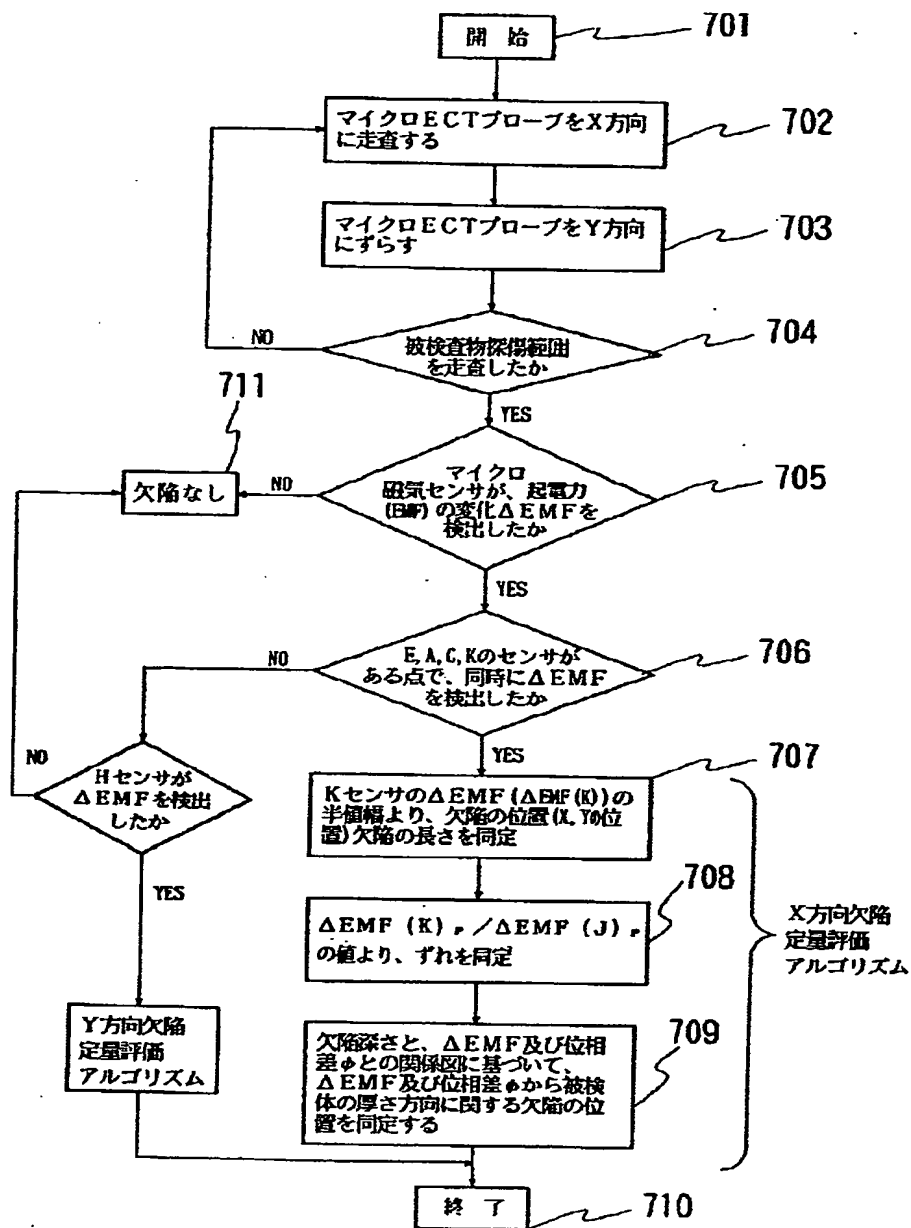 開始
701
マイクロECTプローブをX方向
に走査する
702
マイクロECTプローブをY方向
にずらす
703
被検査物探傷範囲
を走査したか
704
NO
YES
711
欠陥なし
NO
マイクロ
磁気センサが、起電力
(EMF)の変化ΔEMFを
検出したか
705
YES
E,A,C,Kのセンサが
ある点で、同時にΔEMF
を検出したか
706
NO
YES
Hセンサが
ΔEMFを検出
したか
NO
YES
707
Kセンサの ΔEMF(ΔEMF(K))の
半値幅より、欠陥の位置(X,Yの位
置)欠陥の長さを同定
708
ΔEMF (K) P /ΔEMF (J) P
の値より、ずれを同定
X方向欠陥
定量評価
アルゴリズム
Y方向欠陥
定量評価
アルゴリズム
欠陥深さと、ΔEMF及び位相
差φとの関係図に基づいて、
ΔEMF及び位相差φから被検
体の厚さ方向に関する欠陥の位
置を同定する
709
終了
710